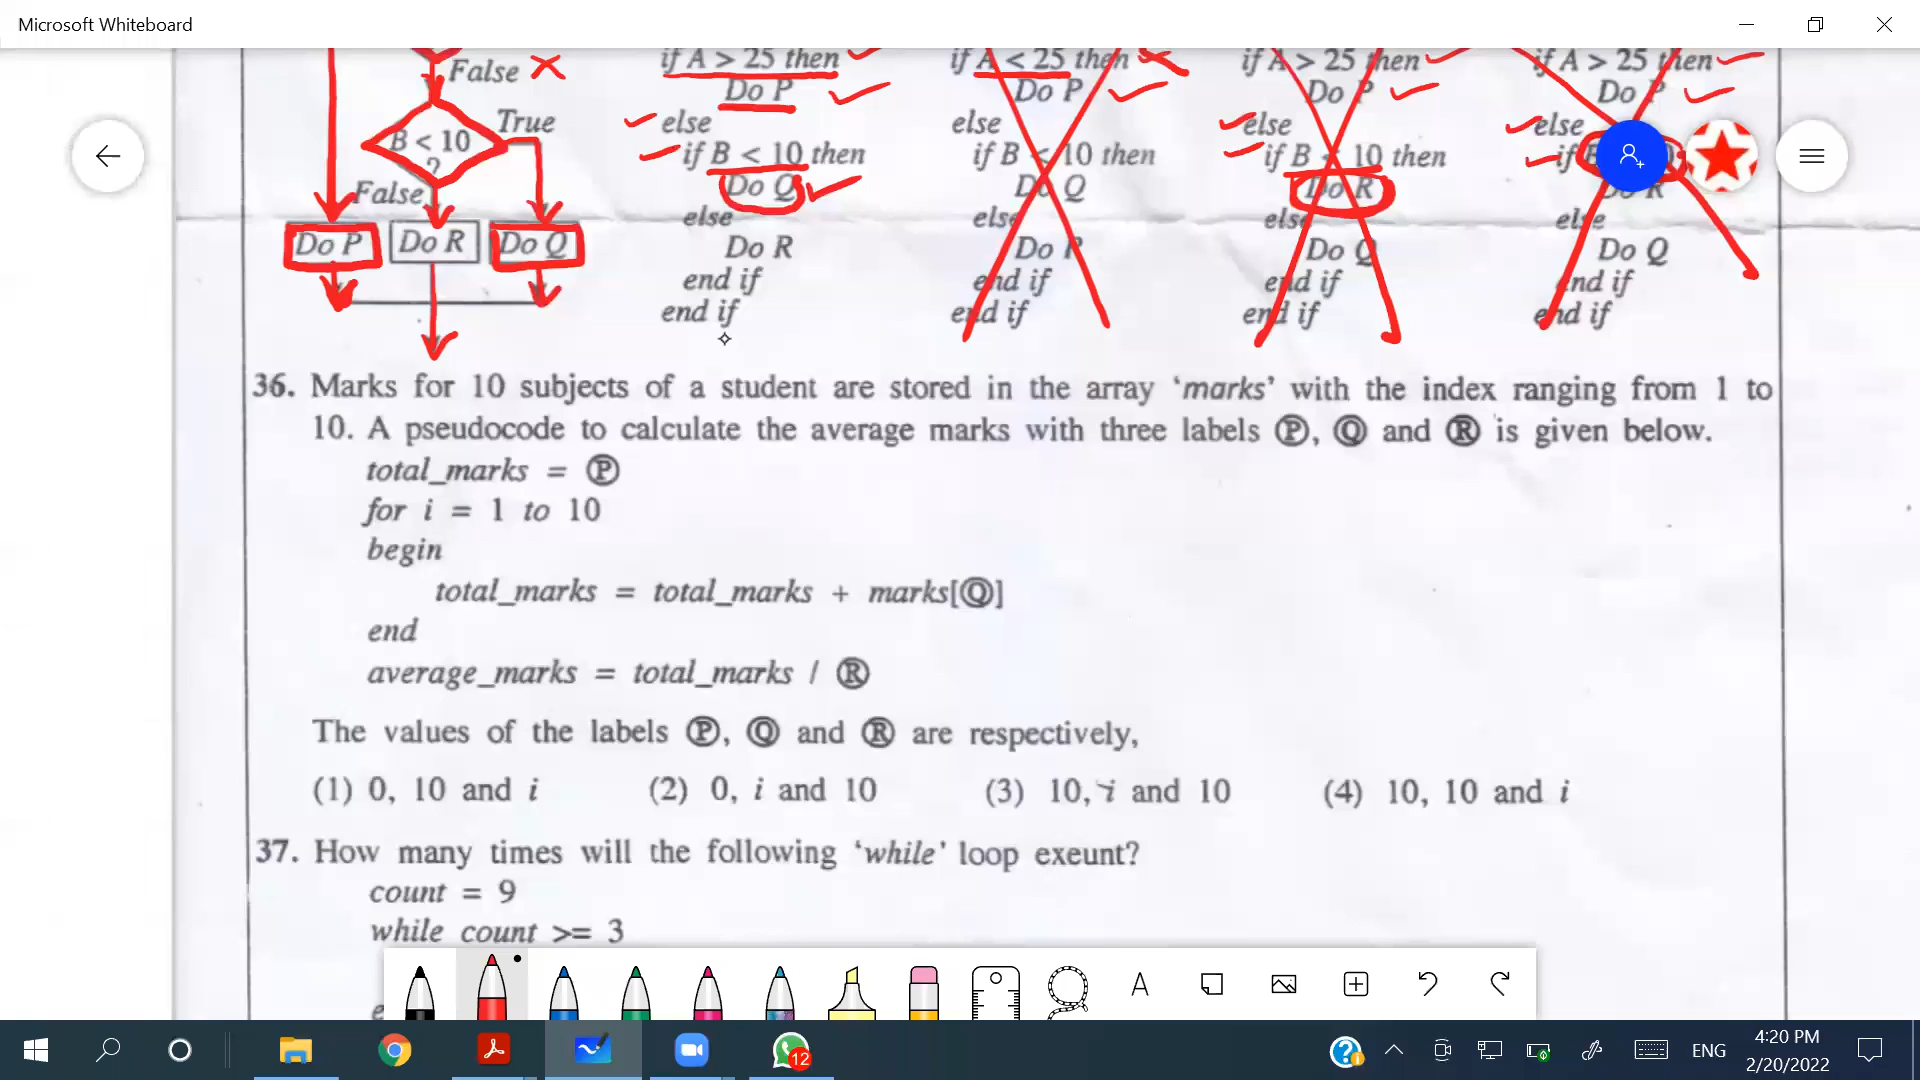 Microsoft Whiteboard
False
if A > 25 then
if A < 25 then
if A > 25 then
if A > 25 then
Do P
Do P
Do P
Do P
B < 10
?
True
else
else
else
else
if B < 10 then
if B < 10 then
if B < 10 then
if
False
Do Q
Do Q
Do R
Do R
else
else
else
else
Do P
Do R
Do Q
Do R
Do P
Do Q
Do Q
end if
end if
end if
end if
end if
end if
end if
end if
36. Marks for 10 subjects of a student are stored in the array ‘marks’ with the index ranging from 1 to
10. A pseudocode to calculate the average marks with three labels Ⓟ, Ⓠ and Ⓡ is given below.
total_marks = Ⓟ
for i = 1 to 10
begin
total_marks = total_marks + marks[Ⓠ]
end
average_marks = total_marks / Ⓡ
The values of the labels Ⓟ, Ⓠ and Ⓡ are respectively,
(1) 0, 10 and i (2) 0, i and 10 (3) 10, i and 10 (4) 10, 10 and i
37. How many times will the following ‘while’ loop exeunt?
count = 9
while count >= 3
A
12
ENG
4:20 PM
2/20/2022